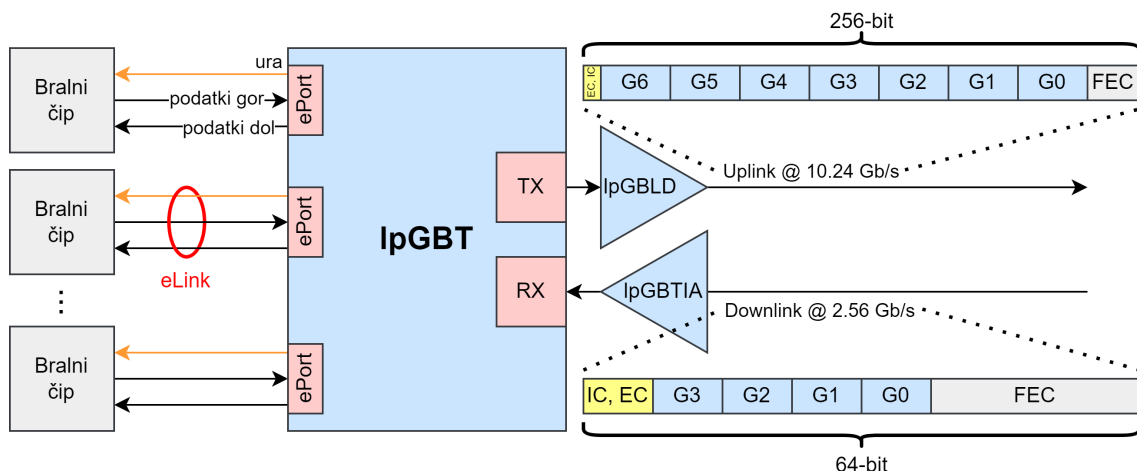 256-bit
EC, IC
G6
G5
G4
G3
G2
G1
G0
FEC
Bralni
čip
ura
podatki gor
podatki dol
ePort
TX
lpGBLD
Uplink @ 10.24 Gb/s
Bralni
čip
ePort
eLink
lpGBT
RX
lpGBTIA
Downlink @ 2.56 Gb/s
Bralni
čip
ePort
IC, EC
G3
G2
G1
G0
FEC
64-bit